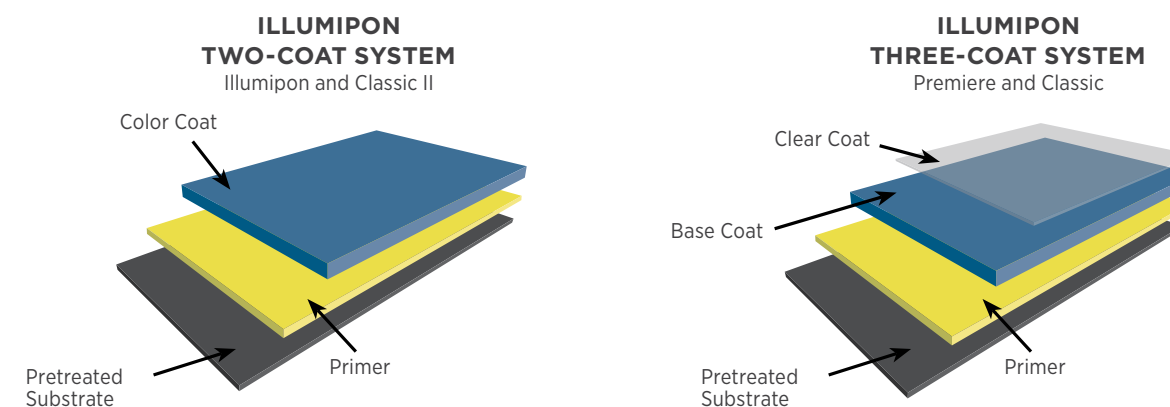 ILLUMIPON
TWO-COAT SYSTEM
Illumipon and Classic II
Color Coat
Primer
Pretreated
Substrate
ILLUMIPON
THREE-COAT SYSTEM
Premiere and Classic
Clear Coat
Base Coat
Primer
Pretreated
Substrate